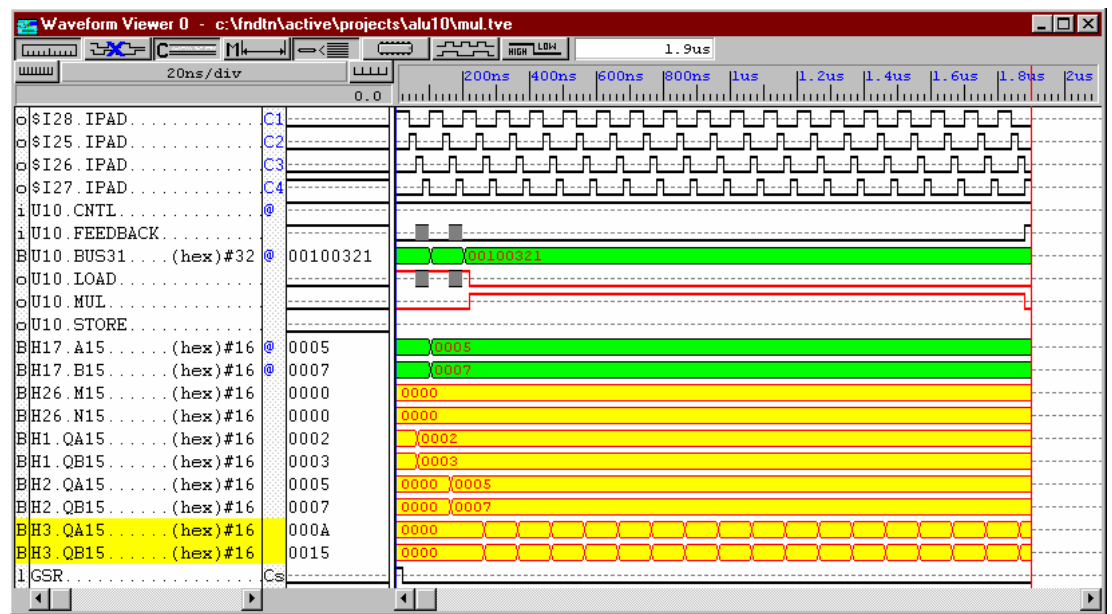 Waveform Viewer 0 - c:\fndtn\active\projects\alu10\mul.tve
C M HIGH LOW 1.9us
20ns/div 200ns 400ns 600ns 800ns 1us 1.2us 1.4us 1.6us 1.8us 2us
0.0
o $I28.IPAD............. C1
o $I25.IPAD............. C2
o $I26.IPAD............. C3
o $I27.IPAD............. C4
i U10.CNTL.............. @
i U10.FEEDBACK..........
B U10.BUS31....(hex)#32 @ 00100321 00100321
o U10.LOAD..............
o U10.MUL...............
o U10.STORE.............
B H17.A15......(hex)#16 @ 0005 0005
B H17.B15......(hex)#16 @ 0007 0007
B H26.M15......(hex)#16 0000 0000
B H26.N15......(hex)#16 0000 0000
B H1.QA15......(hex)#16 0002 0002
B H1.QB15......(hex)#16 0003 0003
B H2.QA15......(hex)#16 0005 0000 0005
B H2.QB15......(hex)#16 0007 0000 0007
B H3.QA15......(hex)#16 000A 0000
B H3.QB15......(hex)#16 0015 0000
l GSR................... Cs